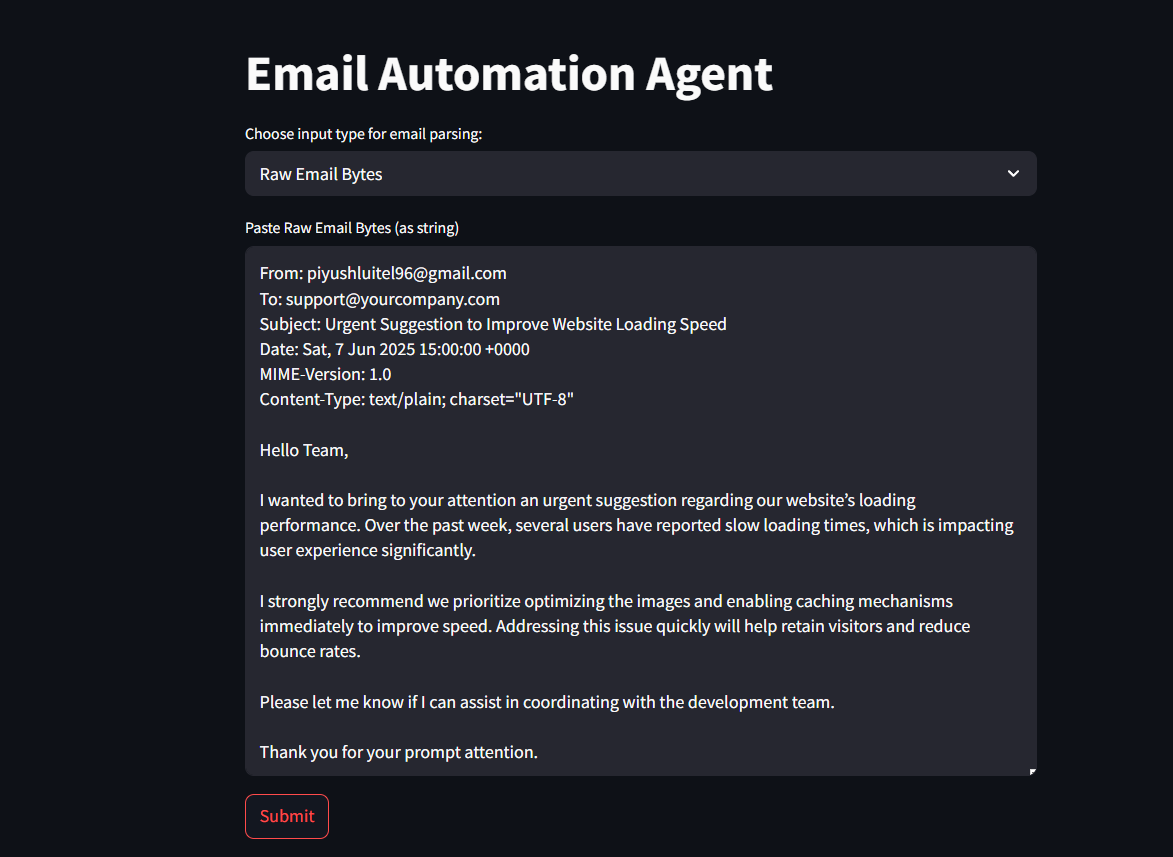 Email Automation Agent
Choose input type for email parsing:
Raw Email Bytes
Paste Raw Email Bytes (as string)
From: piyushluitel96@gmail.com
To: support@yourcompany.com
Subject: Urgent Suggestion to Improve Website Loading Speed
Date: Sat, 7 Jun 2025 15:00:00 +0000
MIME-Version: 1.0
Content-Type: text/plain; charset="UTF-8"
Hello Team,
I wanted to bring to your attention an urgent suggestion regarding our website’s loading
performance. Over the past week, several users have reported slow loading times, which is impacting
user experience significantly.
I strongly recommend we prioritize optimizing the images and enabling caching mechanisms
immediately to improve speed. Addressing this issue quickly will help retain visitors and reduce
bounce rates.
Please let me know if I can assist in coordinating with the development team.
Thank you for your prompt attention.
Submit